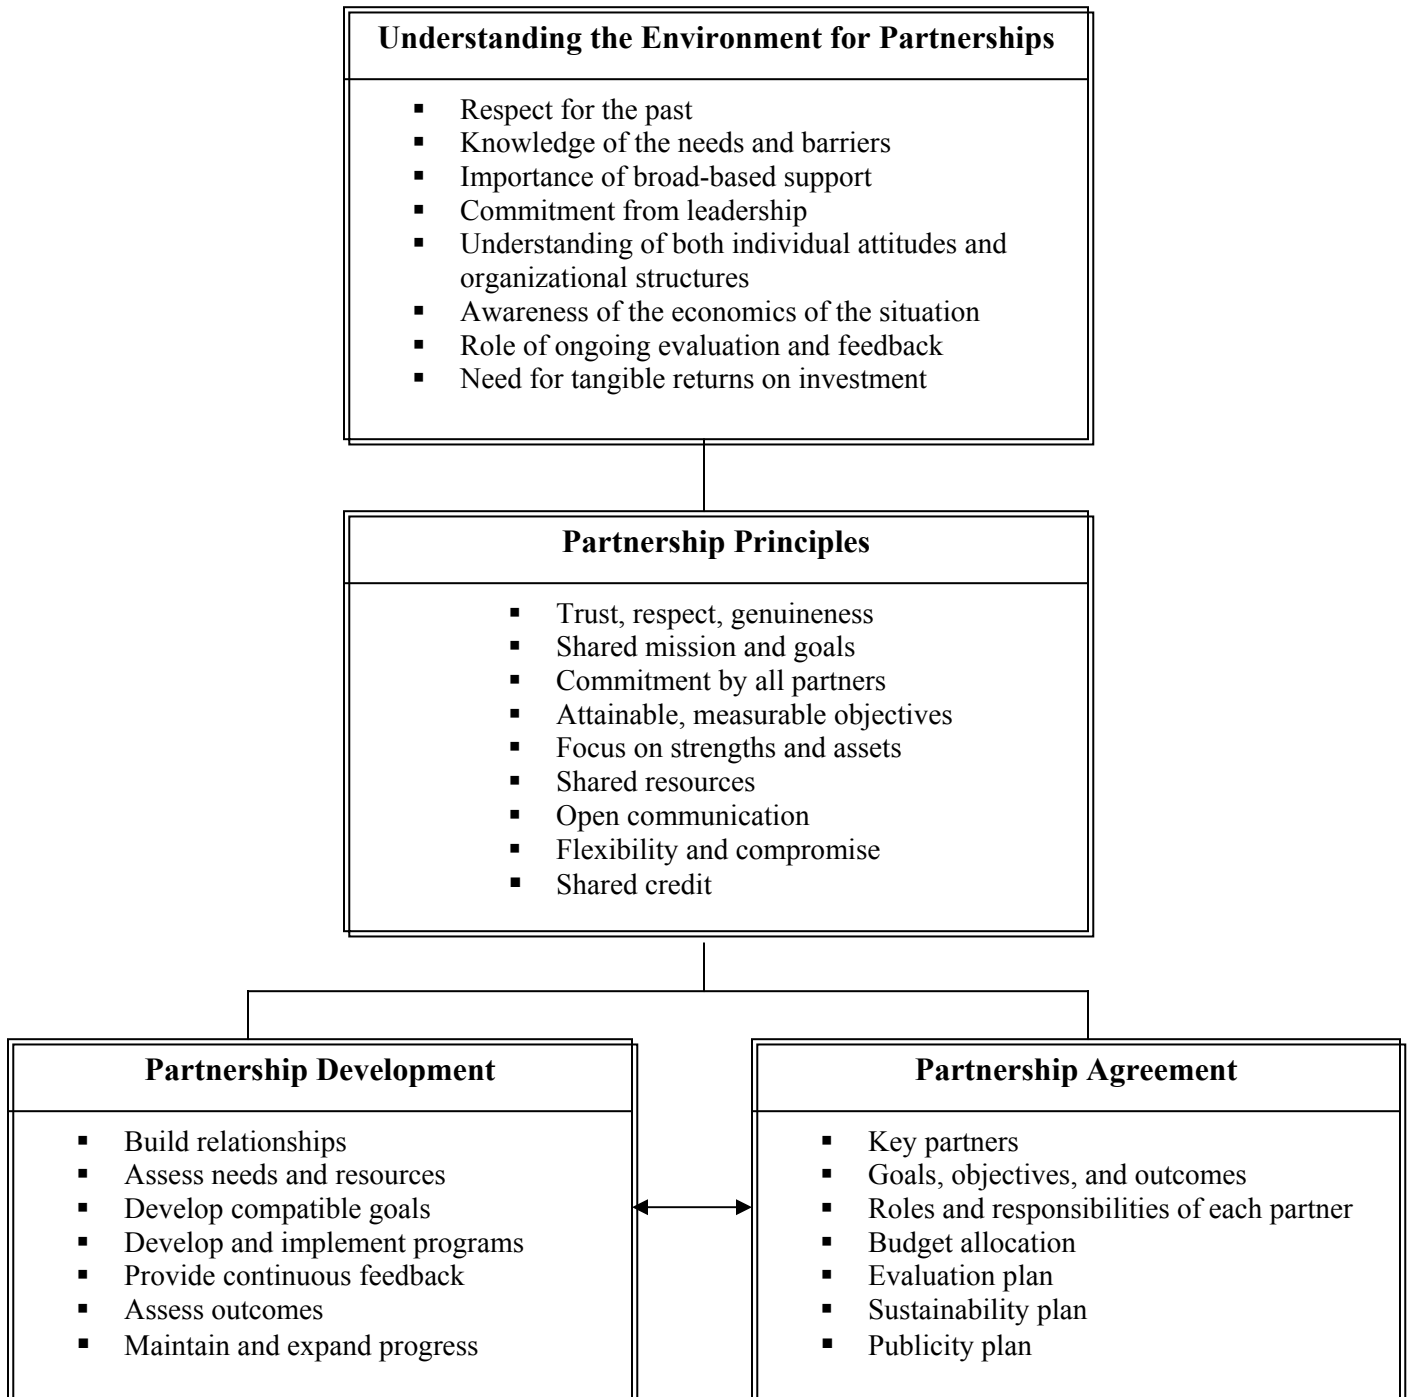 Understanding the Environment for Partnerships
▪ Respect for the past
▪ Knowledge of the needs and barriers
▪ Importance of broad-based support
▪ Commitment from leadership
▪ Understanding of both individual attitudes and
organizational structures
▪ Awareness of the economics of the situation
▪ Role of ongoing evaluation and feedback
▪ Need for tangible returns on investment
Partnership Principles
▪ Trust, respect, genuineness
▪ Shared mission and goals
▪ Commitment by all partners
▪ Attainable, measurable objectives
▪ Focus on strengths and assets
▪ Shared resources
▪ Open communication
▪ Flexibility and compromise
▪ Shared credit
Partnership Development
▪ Build relationships
▪ Assess needs and resources
▪ Develop compatible goals
▪ Develop and implement programs
▪ Provide continuous feedback
▪ Assess outcomes
▪ Maintain and expand progress
Partnership Agreement
▪ Key partners
▪ Goals, objectives, and outcomes
▪ Roles and responsibilities of each partner
▪ Budget allocation
▪ Evaluation plan
▪ Sustainability plan
▪ Publicity plan